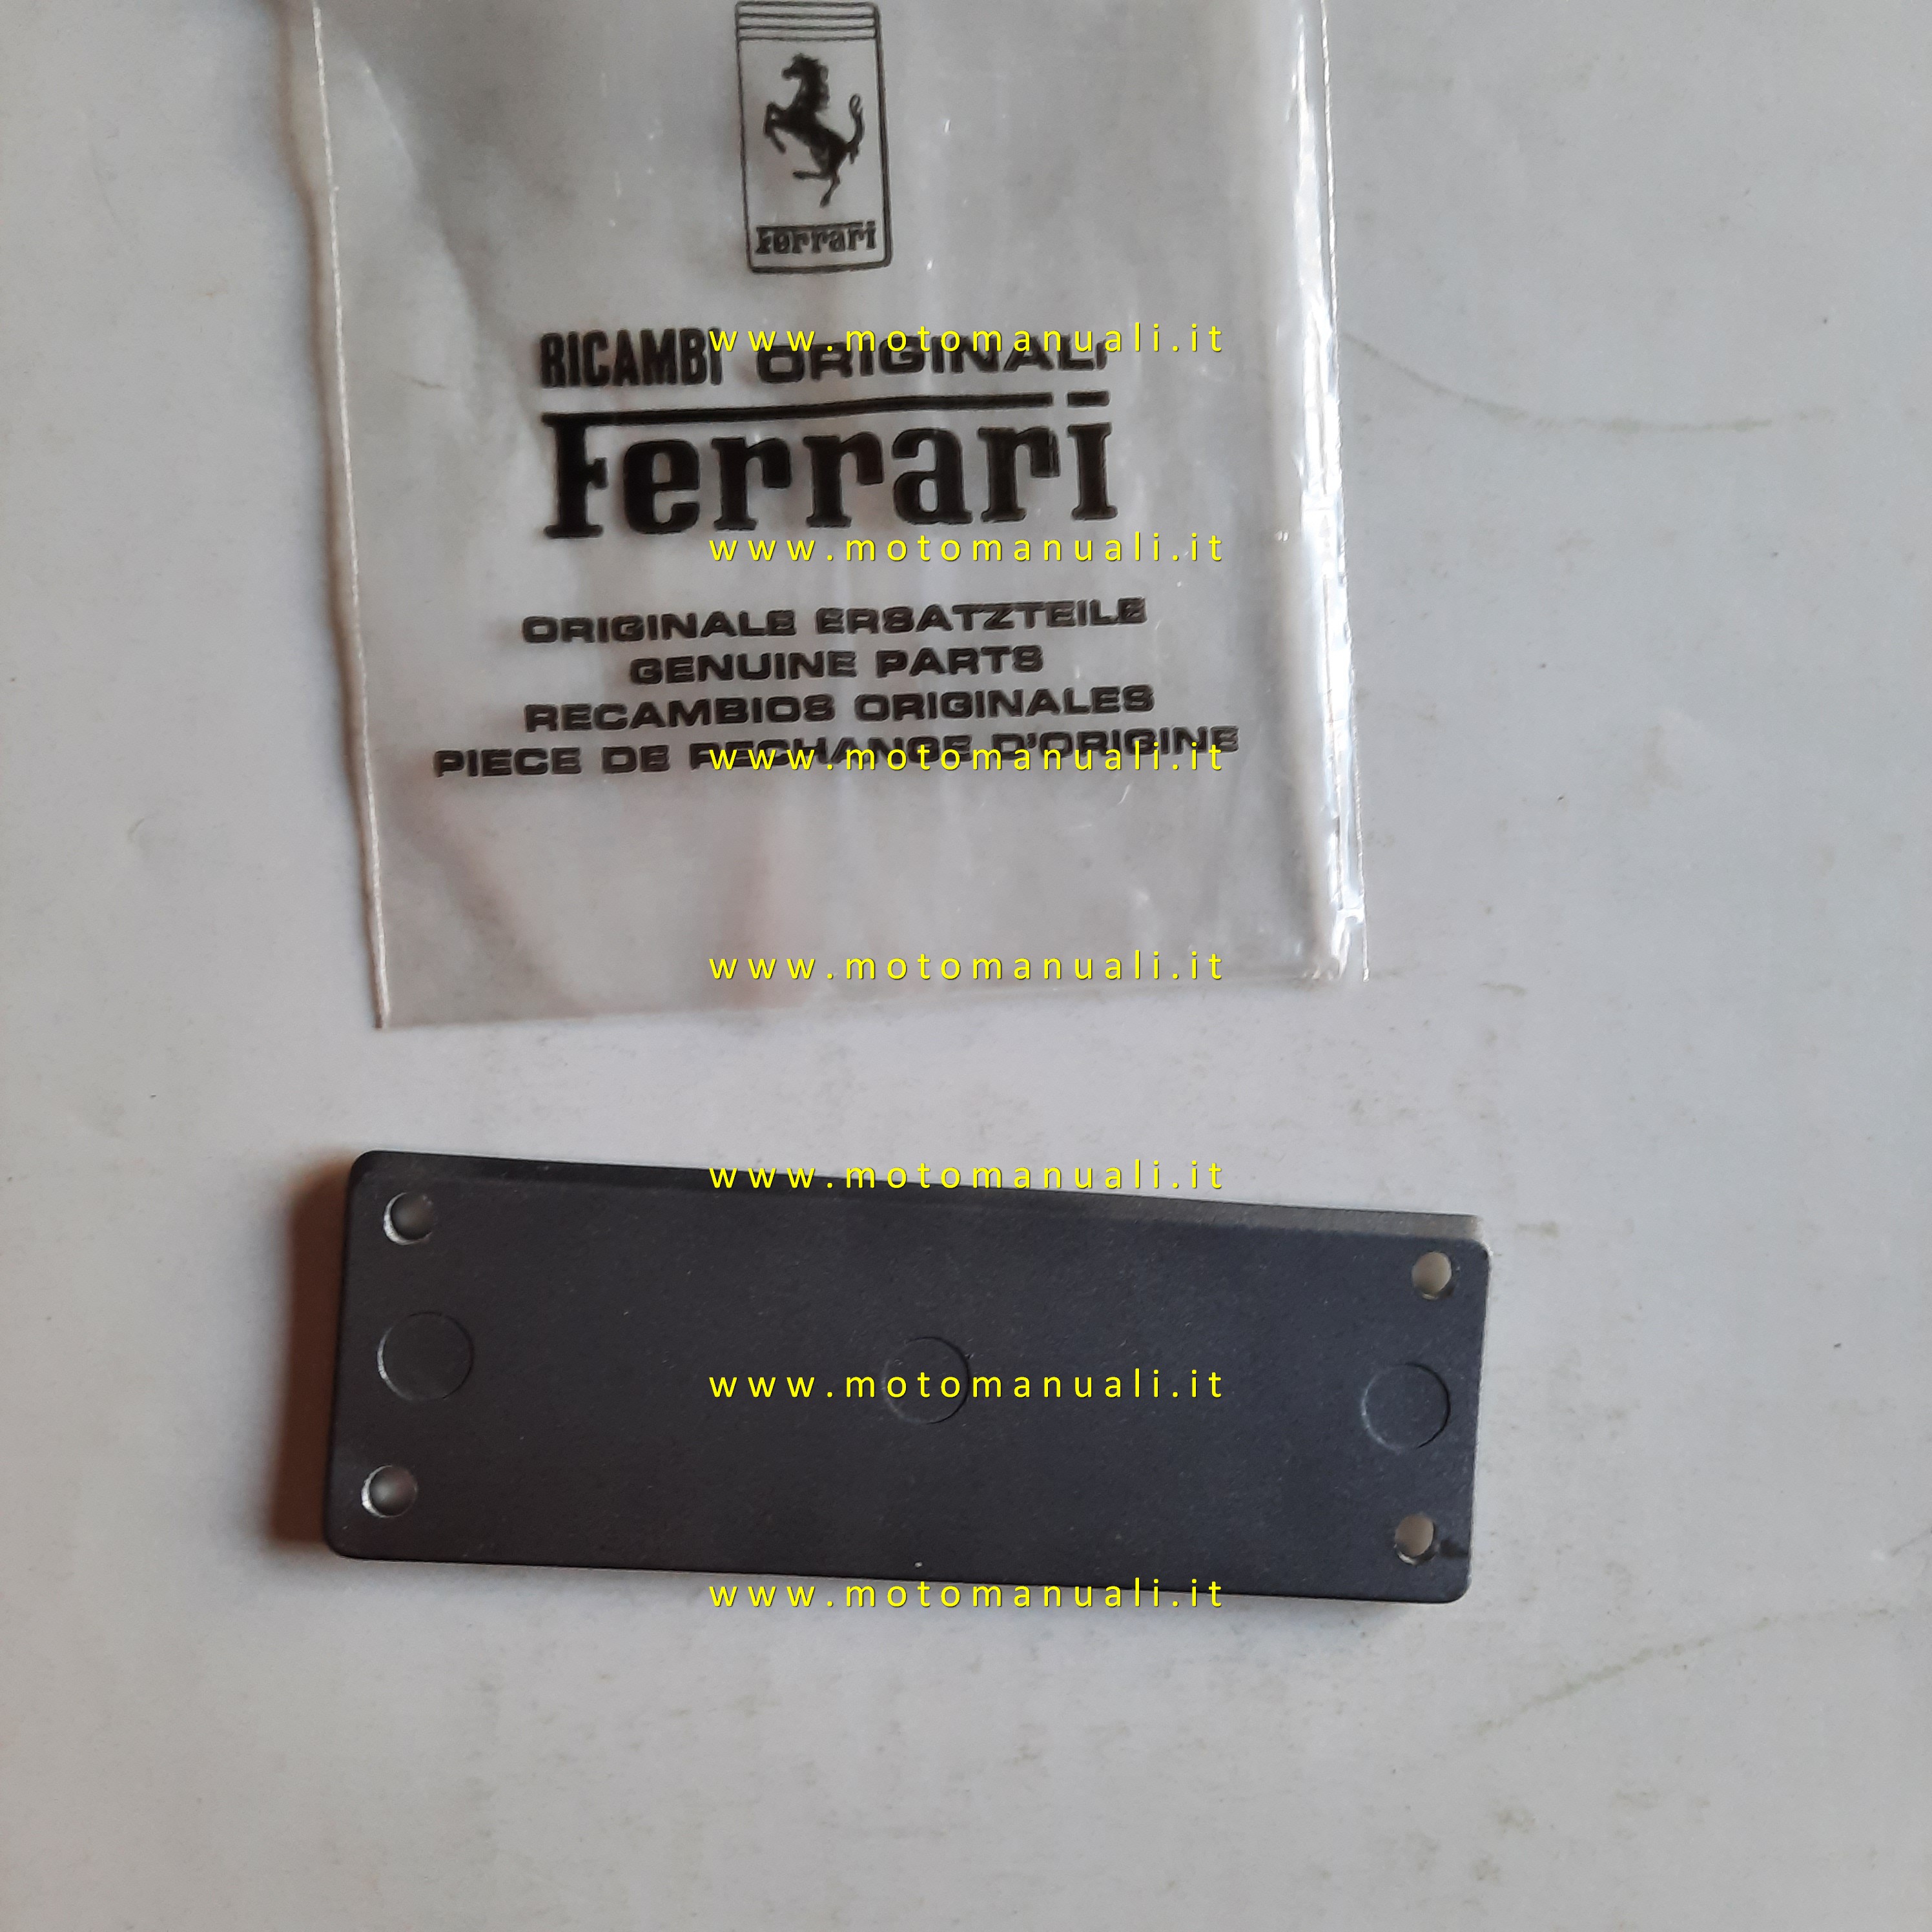 Ferrari
RICAMBI ORIGINALI
www.motomanuali.it
Ferrari
www.motomanuali.it
ORIGINALE ERSATZTEILE
GENUINE PARTS
RECAMBIOS ORIGINALES
PIECE DE RECHANGE D'ORIGINE
www.motomanuali.it
www.motomanuali.it
www.motomanuali.it
www.motomanuali.it
www.motomanuali.it